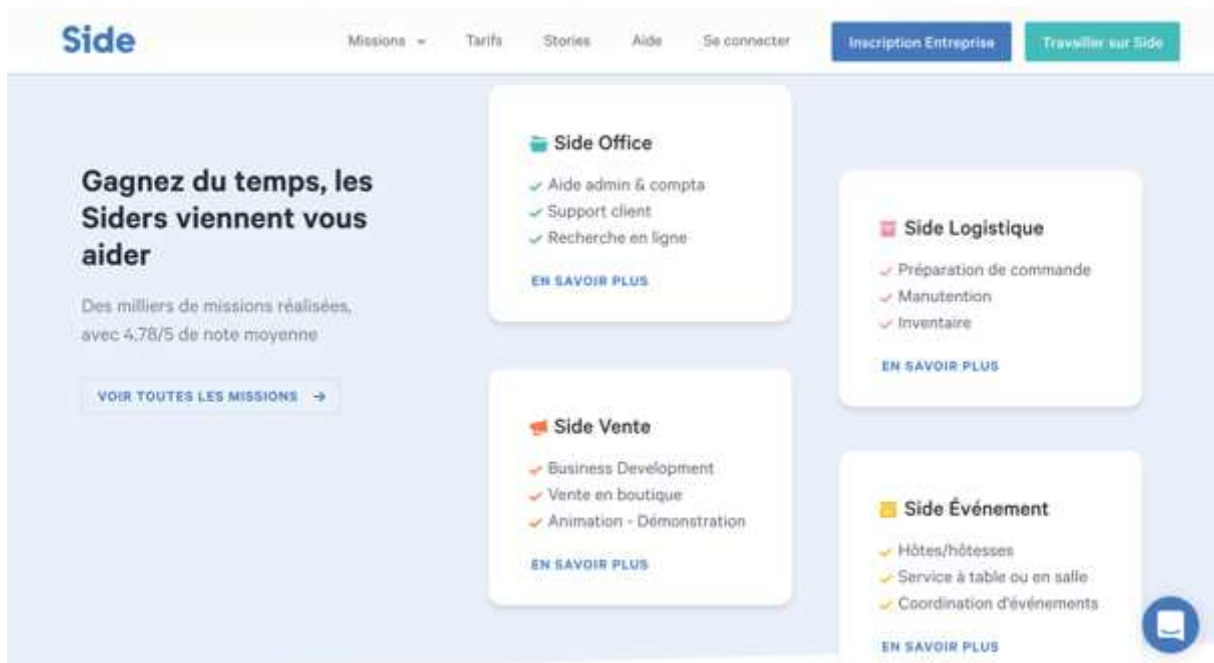 Side
Missions
Tarifs
Stories
Aide
Se connecter
Inscription Entreprise
Travailler sur Side
Gagnez du temps, les
Siders viennent vous
aider
Des milliers de missions réalisées,
avec 4,78/5 de note moyenne
VOIR TOUTES LES MISSIONS →
Side Office
Aide admin & compta
Support client
Recherche en ligne
EN SAVOIR PLUS
Side Vente
Business Development
Vente en boutique
Animation - Démonstration
EN SAVOIR PLUS
Side Logistique
Préparation de commande
Manutention
Inventaire
EN SAVOIR PLUS
Side Événement
Hôtes/hôtesses
Service à table ou en salle
Coordination d'événements
EN SAVOIR PLUS